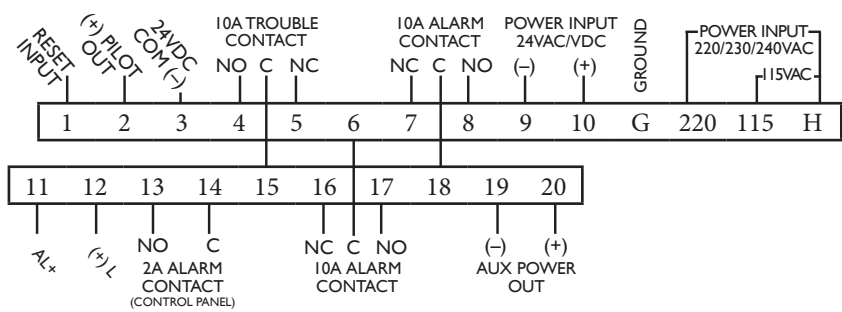 RESET INPUT
(+) PILOT OUT
24VDC COM (–)
10A TROUBLE CONTACT
NO C NC
10A ALARM CONTACT
NC C NO
POWER INPUT 24VAC/VDC
(–) (+)
GROUND
POWER INPUT
220/230/240VAC
115VAC
1 2 3 4 5 6 7 8 9 10 G 220 115 H
11 12 13 14 15 16 17 18 19 20
AL+
(+) L
NO C
2A ALARM
CONTACT
(CONTROL PANEL)
NC C NO
10A ALARM
CONTACT
(–) (+)
AUX POWER
OUT